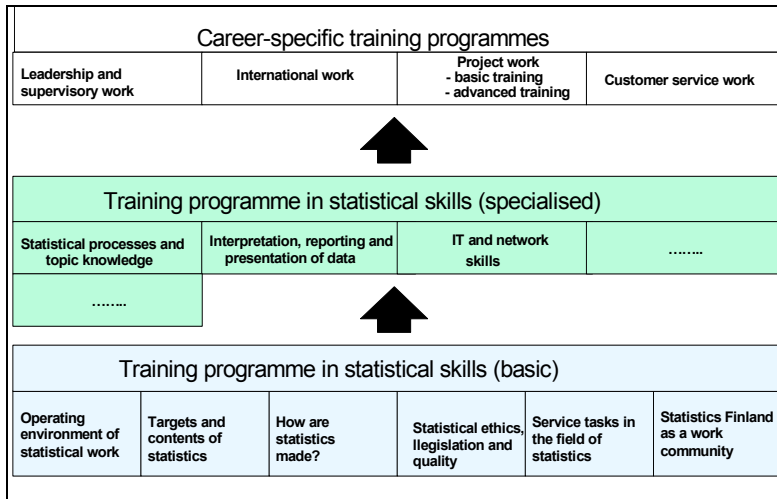 Career-specific training programmes
Leadership and
supervisory work
International work
Project work
- basic training
- advanced training
Customer service work
Training programme in statistical skills (specialised)
Statistical processes and
topic knowledge
Interpretation, reporting and
presentation of data
IT and network
skills
……..
……..
Training programme in statistical skills (basic)
Operating
environment of
statistical work
Targets and
contents of
statistics
How are
statistics
made?
Statistical ethics,
llegislation and
quality
Service tasks in
the field of
statistics
Statistics Finland
as a work
community